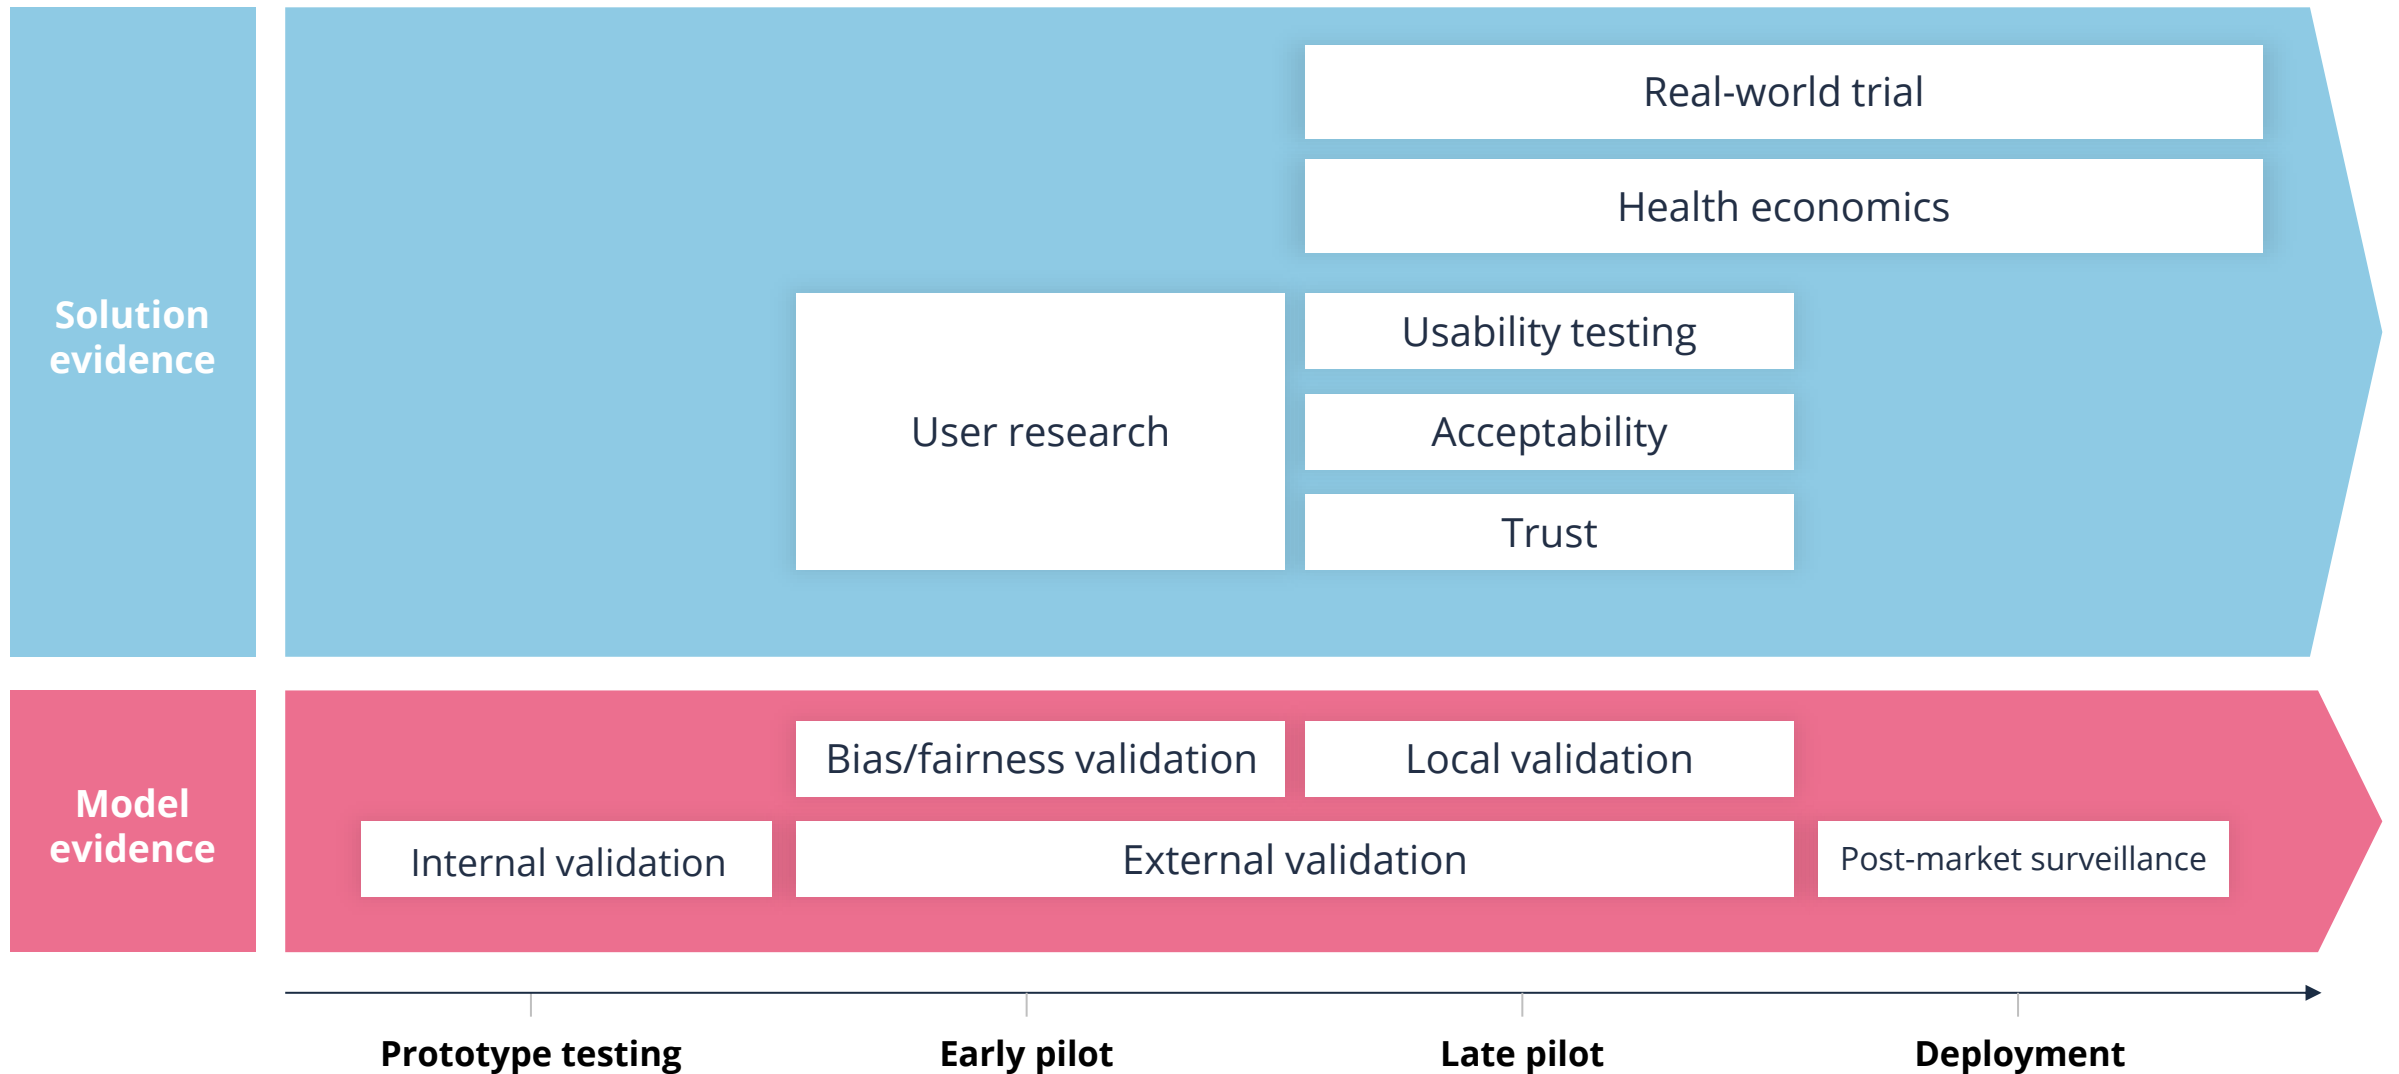 Solution
evidence
Real-world trial
Health economics
User research
Usability testing
Acceptability
Trust
Model
evidence
Bias/fairness validation
Local validation
Internal validation
External validation
Post-market surveillance
Prototype testing
Early pilot
Late pilot
Deployment